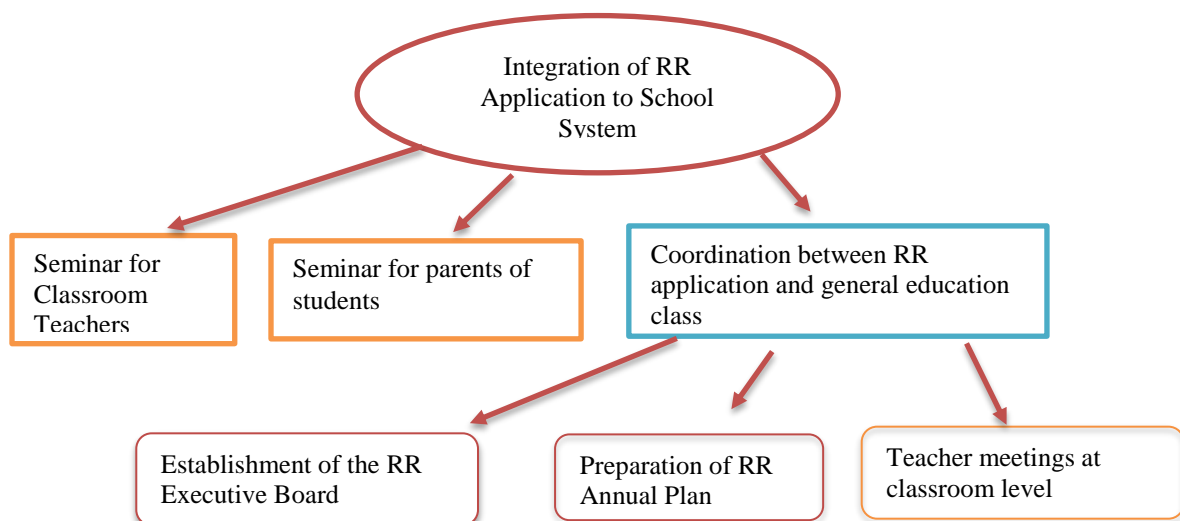 Integration of RR
Application to School
System
Seminar for
Classroom
Teachers
Seminar for parents of
students
Coordination between RR
application and general education
class
Establishment of the RR
Executive Board
Preparation of RR
Annual Plan
Teacher meetings at
classroom level